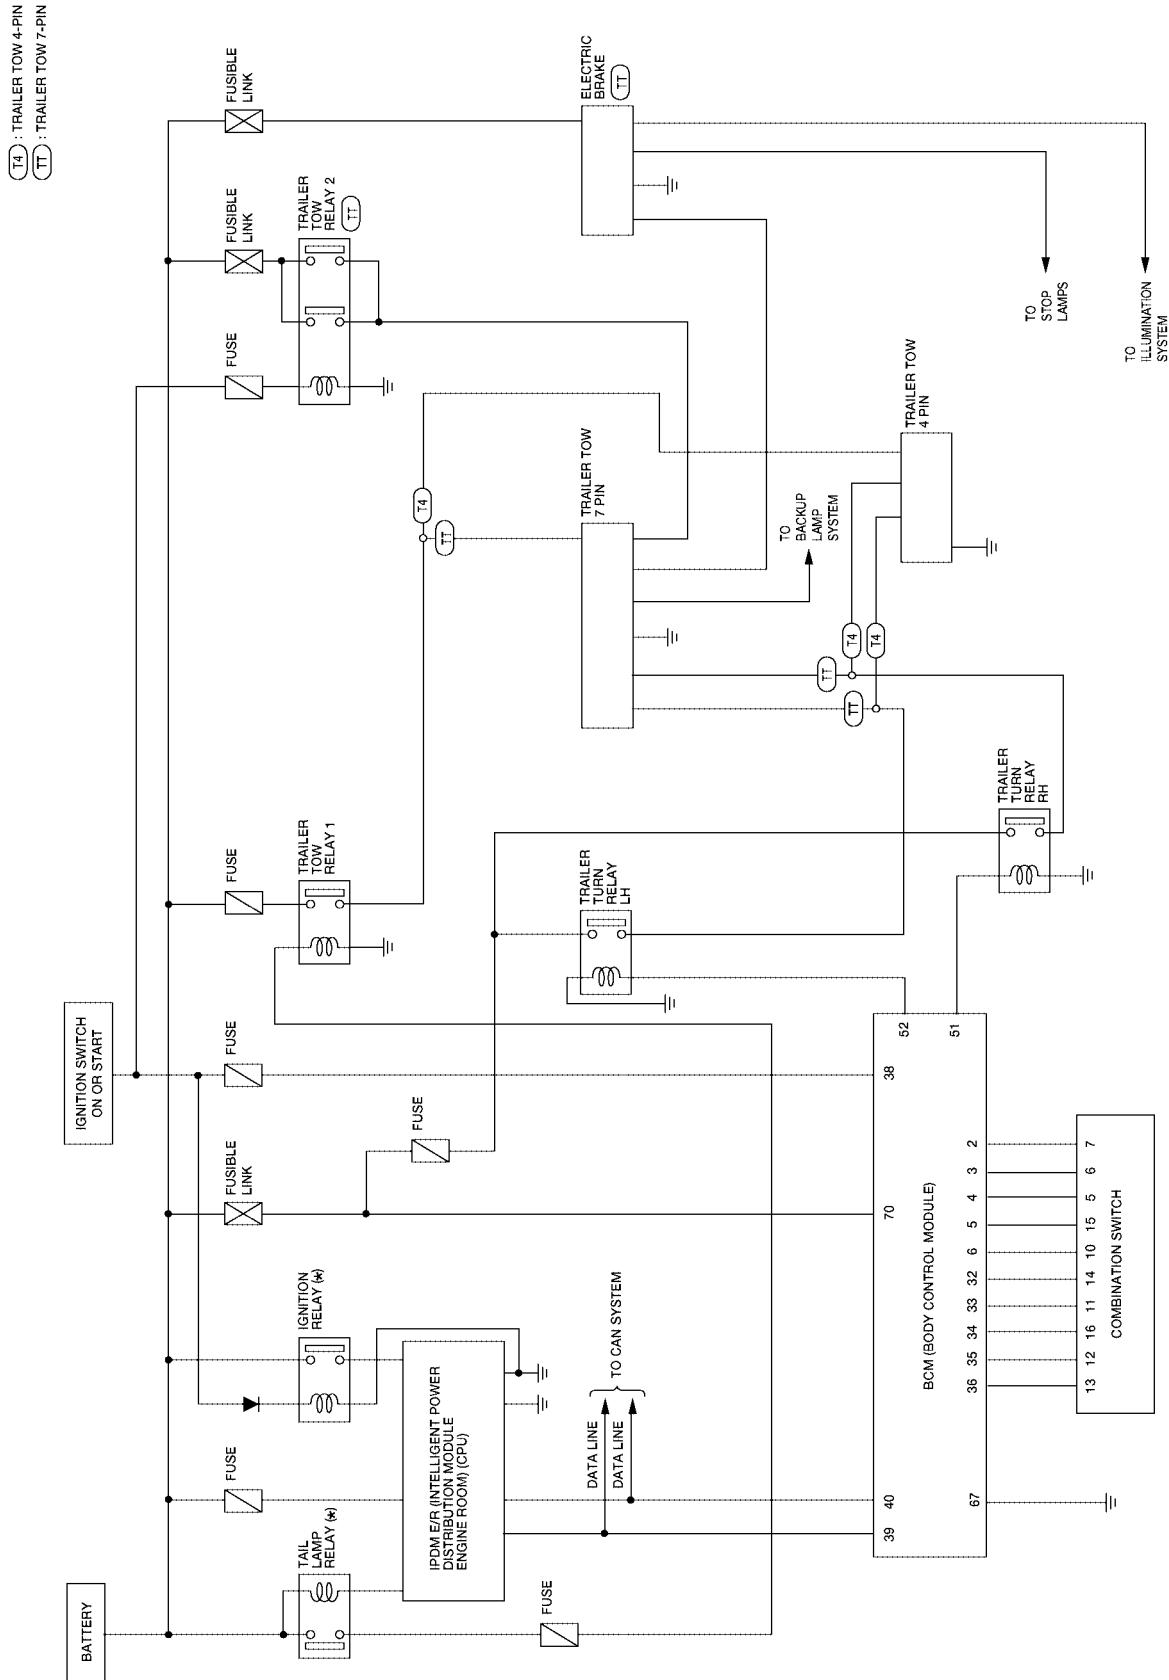 BATTERY
IGNITION SWITCH
ON OR START
T4 : TRAILER TOW 4-PIN
TT : TRAILER TOW 7-PIN
FUSE
FUSIBLE
LINK
FUSE
FUSE
FUSE
FUSIBLE
LINK
FUSIBLE
LINK
TAIL
LAMP
RELAY (*)
IGNITION
RELAY (*)
FUSE
TRAILER
TOW
RELAY 1
TRAILER
TOW
RELAY 2
TT
IPDM E/R (INTELLIGENT POWER
DISTRIBUTION MODULE
ENGINE ROOM) (CPU)
T4
TT
FUSE
DATA LINE
DATA LINE
TO CAN SYSTEM
TRAILER
TURN
RELAY
LH
TRAILER TOW
7 PIN
ELECTRIC
BRAKE
TT
TO
BACKUP
LAMP
SYSTEM
TT
TT
T4
T4
TRAILER TOW
4 PIN
39
40
70
38
52
51
BCM (BODY CONTROL MODULE)
67
36
35
34
33
32
6
5
4
3
2
TRAILER
TURN
RELAY
RH
TO
STOP
LAMPS
13
12
16
11
14
10
15
5
6
7
COMBINATION SWITCH
TO
ILLUMINATION
SYSTEM